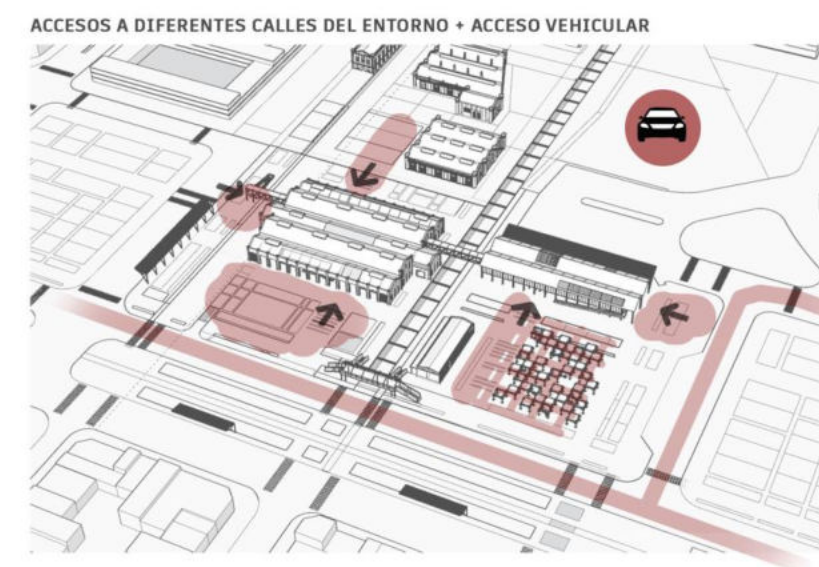 ACCESOS A DIFERENTES CALLES DEL ENTORNO + ACCESO VEHICULAR